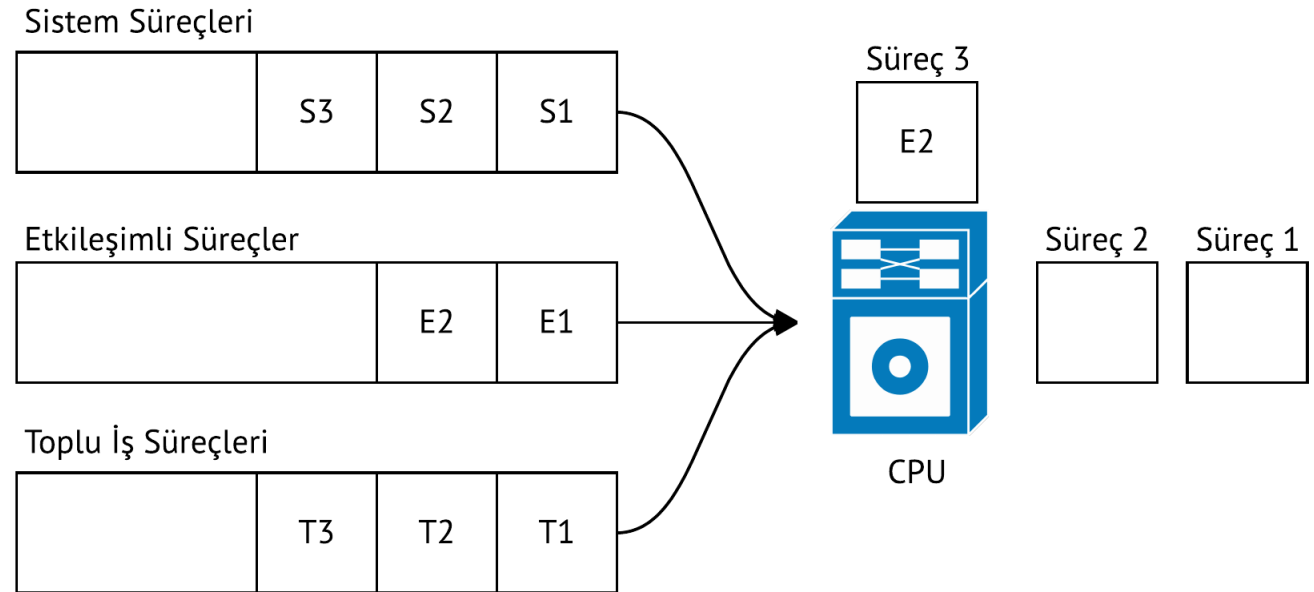 Sistem Süreçleri
S3 S2 S1
Süreç 3
E2
Etkileşimli Süreçler
E2 E1
Süreç 2 Süreç 1
CPU
Toplu İş Süreçleri
T3 T2 T1